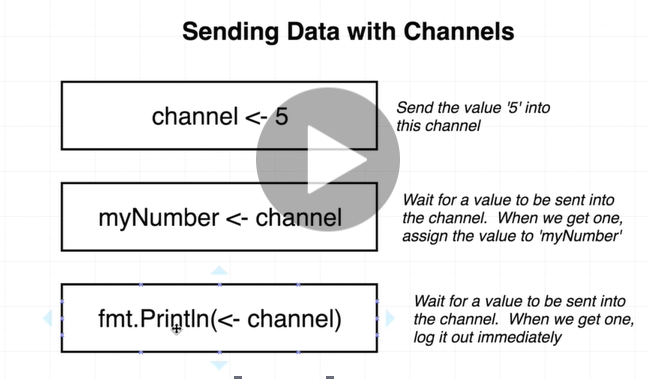 Sending Data with Channels
channel <- 5
Send the value '5' into
this channel
myNumber <- channel
Wait for a value to be sent into
the channel. When we get one,
assign the value to 'myNumber'
fmt.Println(<- channel)
Wait for a value to be sent into
the channel. When we get one,
log it out immediately